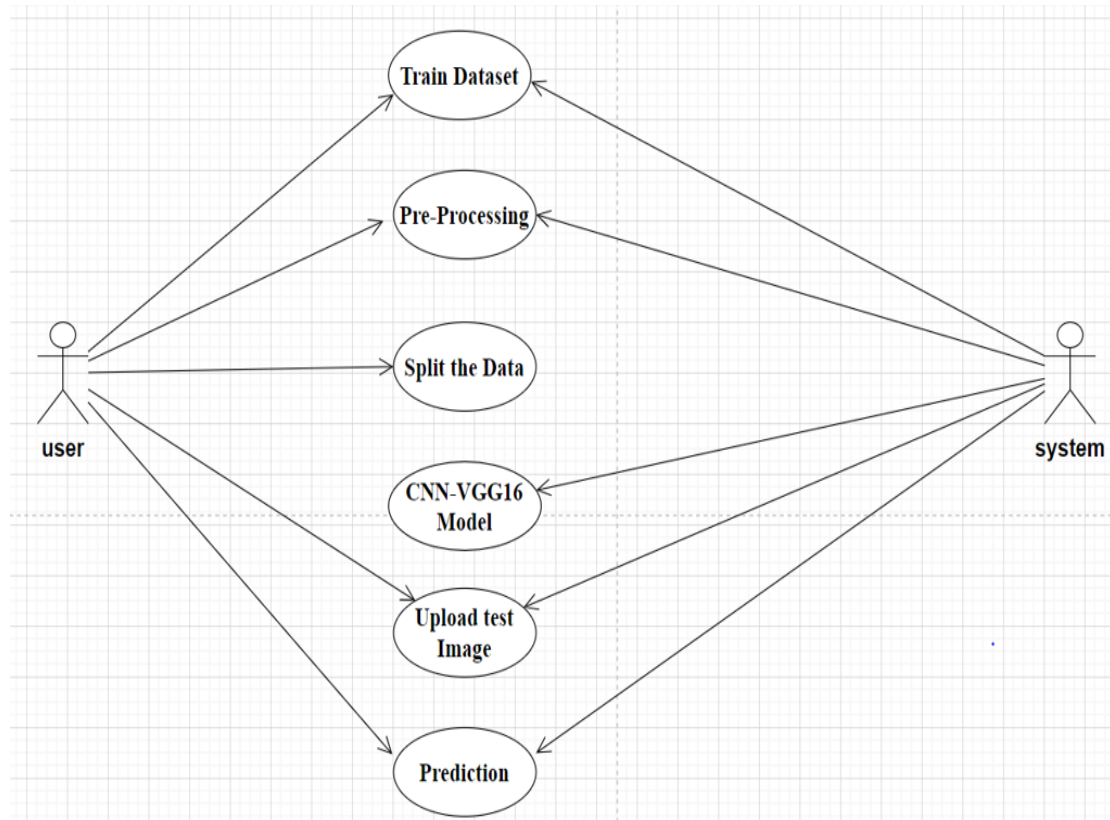 Train Dataset
Pre-Processing
Split the Data
user
system
CNN-VGG16
Model
Upload test
Image
Prediction